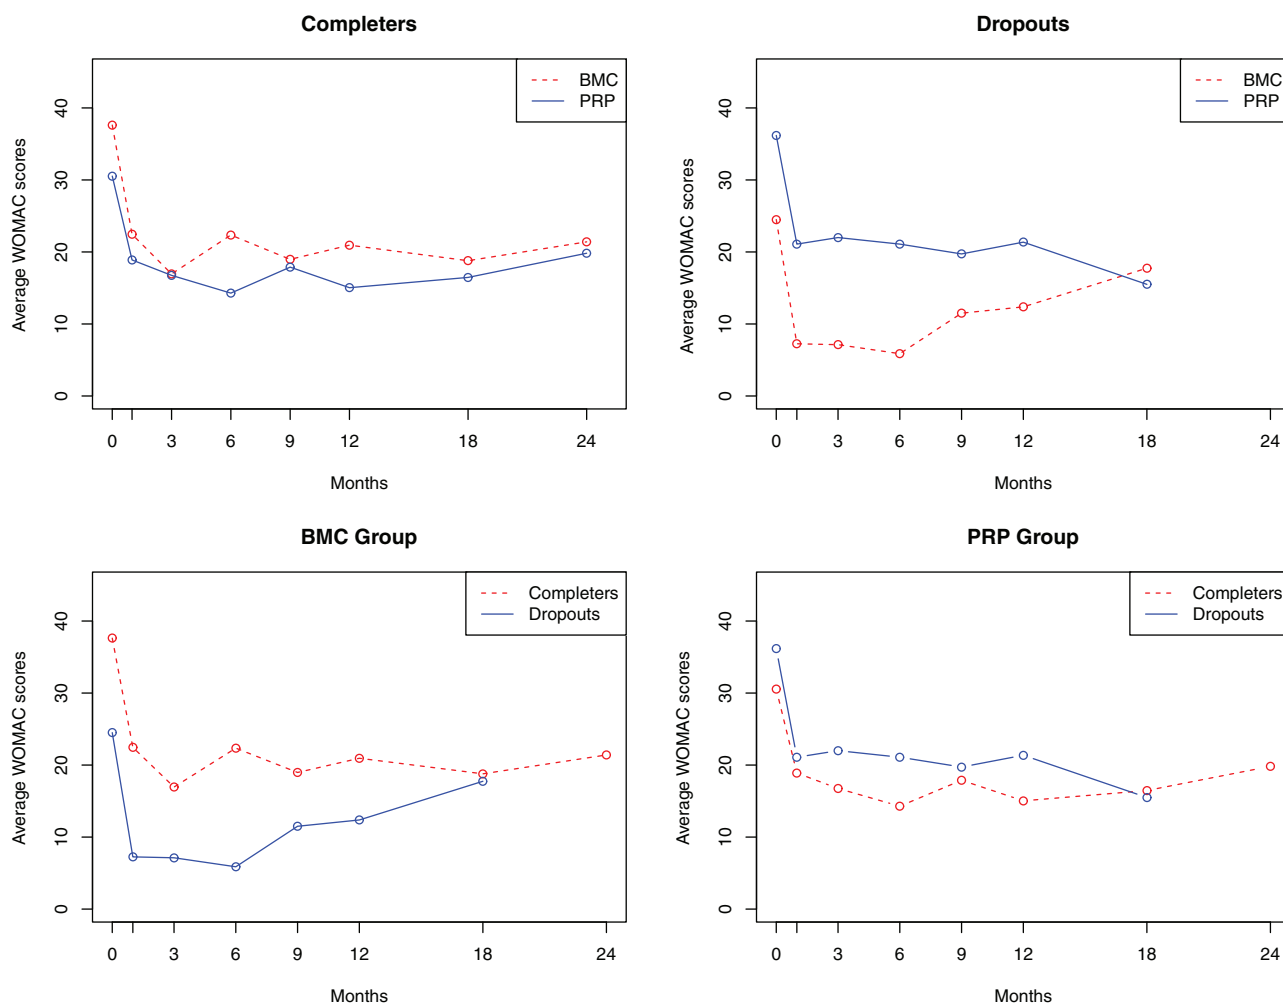 Completers
BMC
PRP
Average WOMAC scores
40
30
20
10
0
0 3 6 9 12 18 24
Months
Dropouts
BMC
PRP
Average WOMAC scores
40
30
20
10
0
0 3 6 9 12 18 24
Months
BMC Group
Completers
Dropouts
Average WOMAC scores
40
30
20
10
0
0 3 6 9 12 18 24
Months
PRP Group
Completers
Dropouts
Average WOMAC scores
40
30
20
10
0
0 3 6 9 12 18 24
Months